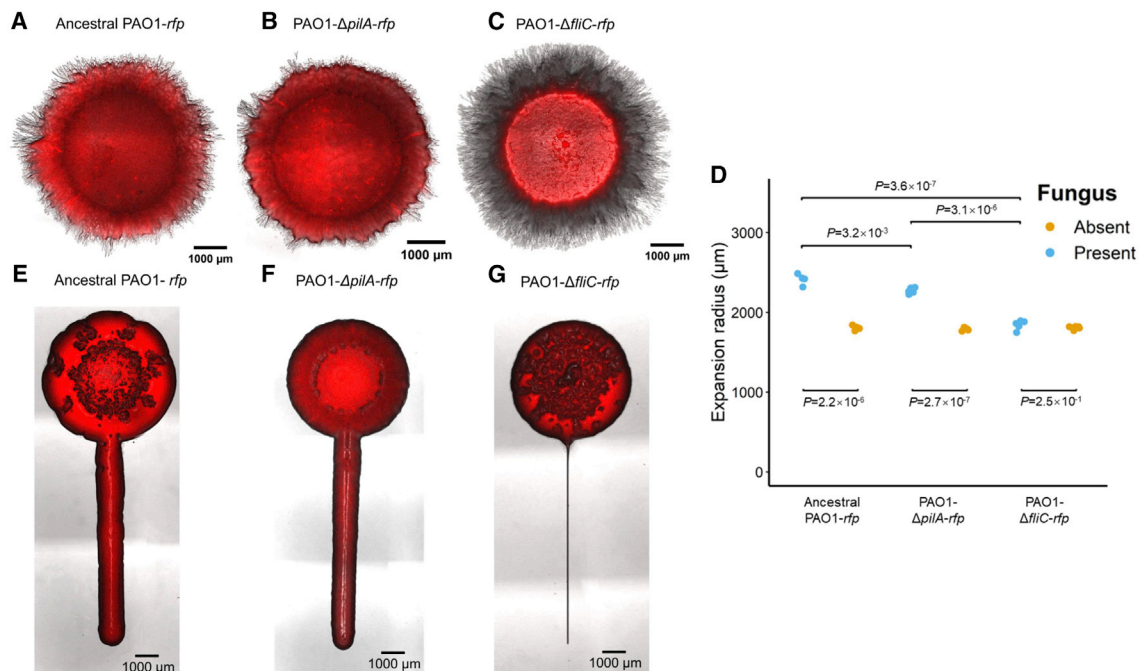 A
Ancestral PAO1-rfp
B
PAO1-ΔpilA-rfp
C
PAO1-ΔfliC-rfp
1000 µm
1000 µm
1000 µm
D
Expansion radius (µm)
3000
2000
1000
0
P=3.6×10⁻⁷
P=3.1×10⁻⁶
P=3.2×10⁻³
P=2.2×10⁻⁶
P=2.7×10⁻⁷
P=2.5×10⁻¹
Fungus
Absent
Present
Ancestral
PAO1-rfp
PAO1-
ΔpilA-rfp
PAO1-
ΔfliC-rfp
E
Ancestral PAO1- rfp
F
PAO1-ΔpilA-rfp
G
PAO1-ΔfliC-rfp
1000 µm
1000 µm
1000 µm